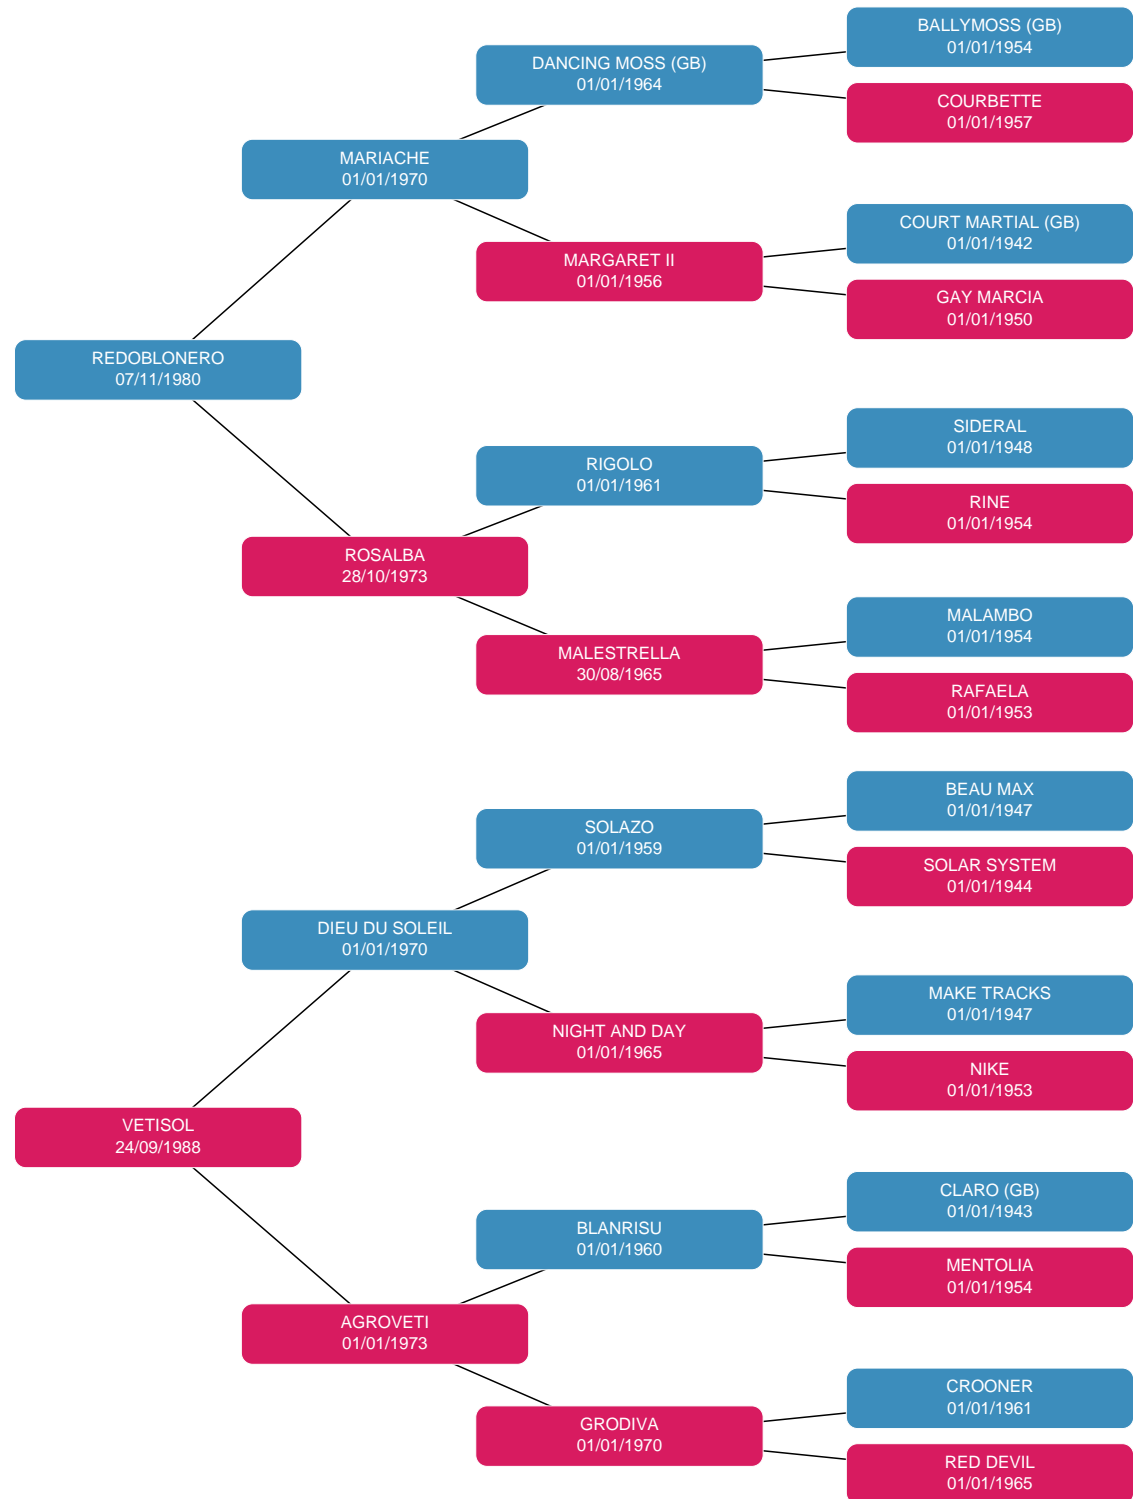 BALLYMOSS (GB)
01/01/1954
DANCING MOSS (GB)
01/01/1964
COURBETTE
01/01/1957
MARIACHE
01/01/1970
COURT MARTIAL (GB)
01/01/1942
MARGARET II
01/01/1956
GAY MARCIA
01/01/1950
REDOBLONERO
07/11/1980
SIDERAL
01/01/1948
RIGOLO
01/01/1961
RINE
01/01/1954
ROSALBA
28/10/1973
MALAMBO
01/01/1954
MALESTRELLA
30/08/1965
RAFAELA
01/01/1953
BEAU MAX
01/01/1947
SOLAZO
01/01/1959
SOLAR SYSTEM
01/01/1944
DIEU DU SOLEIL
01/01/1970
MAKE TRACKS
01/01/1947
NIGHT AND DAY
01/01/1965
NIKE
01/01/1953
VETISOL
24/09/1988
CLARO (GB)
01/01/1943
BLANRISU
01/01/1960
MENTOLIA
01/01/1954
AGROVETI
01/01/1973
CROONER
01/01/1961
GRODIVA
01/01/1970
RED DEVIL
01/01/1965